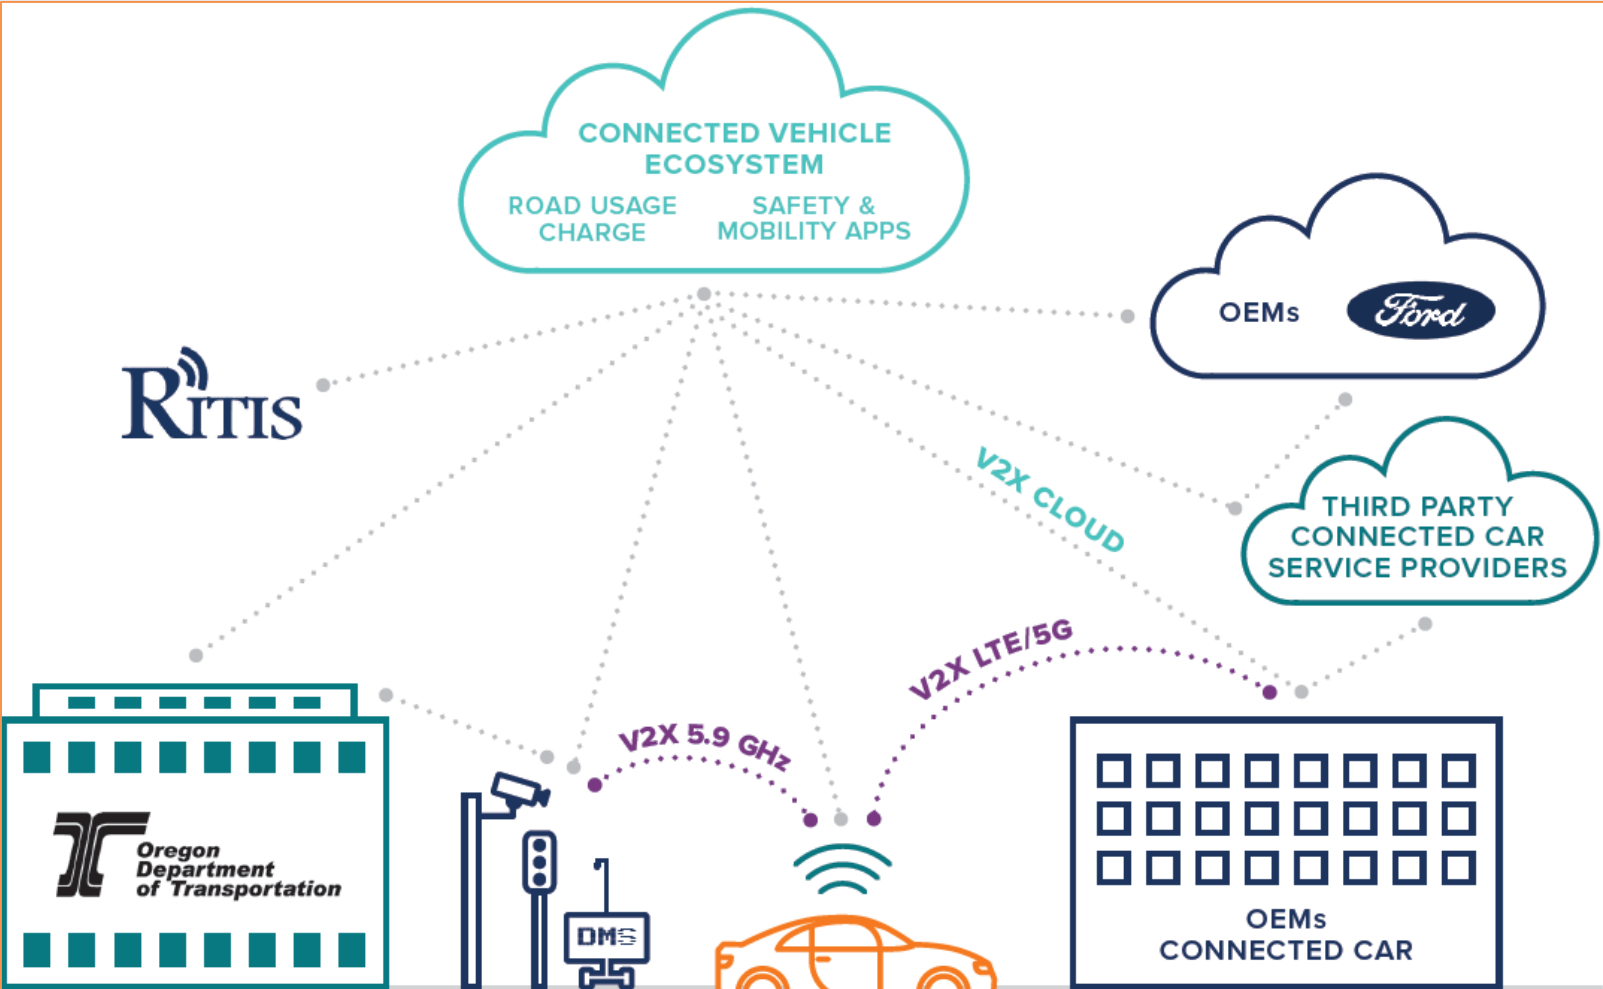 CONNECTED VEHICLE
ECOSYSTEM
ROAD USAGE
CHARGE
SAFETY &
MOBILITY APPS
OEMs
Ford
RITIS
V2X CLOUD
THIRD PARTY
CONNECTED CAR
SERVICE PROVIDERS
V2X LTE/5G
V2X 5.9 GHz
Oregon
Department
of Transportation
DMS
OEMs
CONNECTED CAR